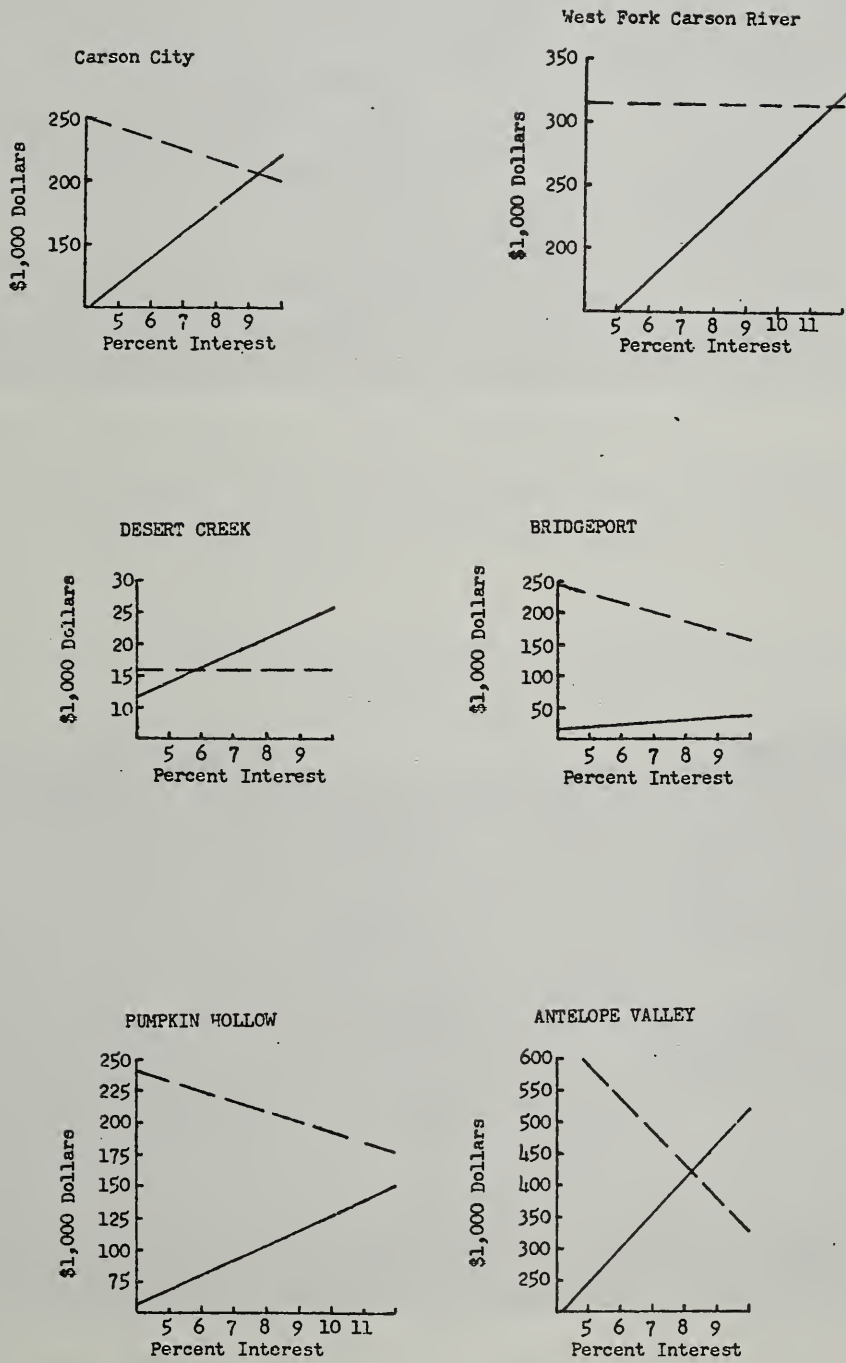 Carson City
$1,000 Dollars
250
200
150
5 6 7 8 9
Percent Interest
West Fork Carson River
$1,000 Dollars
350
300
250
200
5 6 7 8 9 10 11
Percent Interest
DESERT CREEK
$1,000 Dollars
30
25
20
15
10
5 6 7 8 9
Percent Interest
BRIDGEPORT
$1,000 Dollars
250
200
150
100
50
5 6 7 8 9
Percent Interest
PUMPKIN HOLLOW
$1,000 Dollars
250
225
200
175
150
125
100
75
5 6 7 8 9 10 11
Percent Interest
ANTELOPE VALLEY
$1,000 Dollars
600
550
500
450
400
350
300
250
5 6 7 8 9
Percent Interest